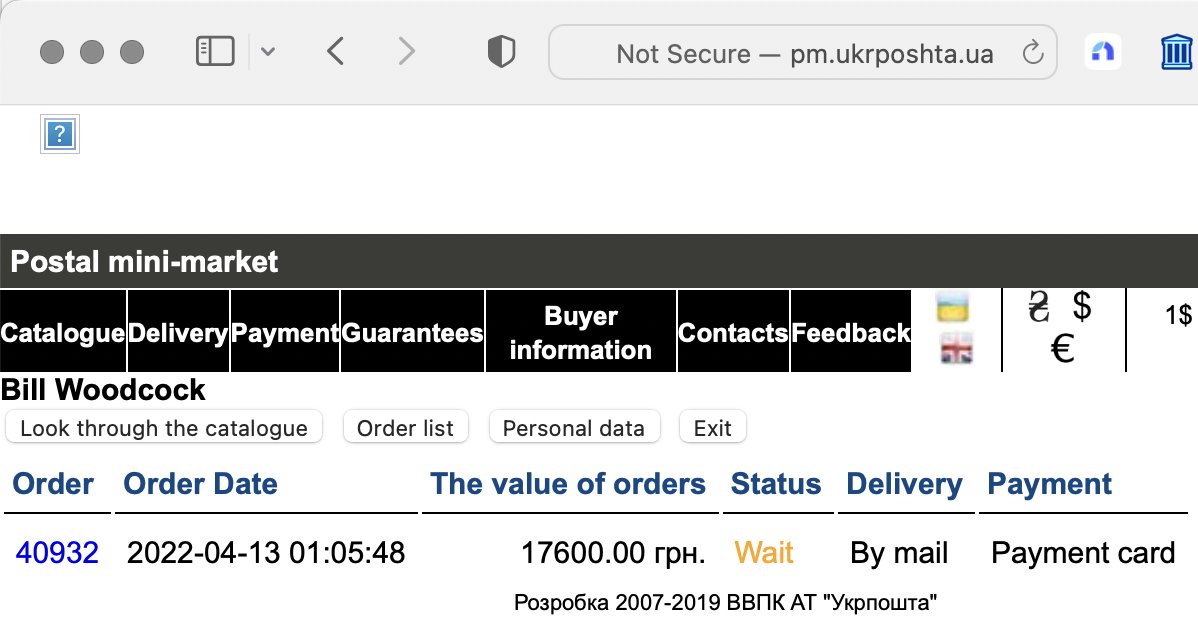 Not Secure — pm.ukrposhta.ua
?
Postal mini-market
Catalogue Delivery Payment Guarantees Buyer information Contacts Feedback ₴ $ € 1$
Bill Woodcock
Look through the catalogue Order list Personal data Exit
Order Order Date The value of orders Status Delivery Payment
40932 2022-04-13 01:05:48 17600.00 грн. Wait By mail Payment card
Розробка 2007-2019 ВВПК АТ "Укрпошта"